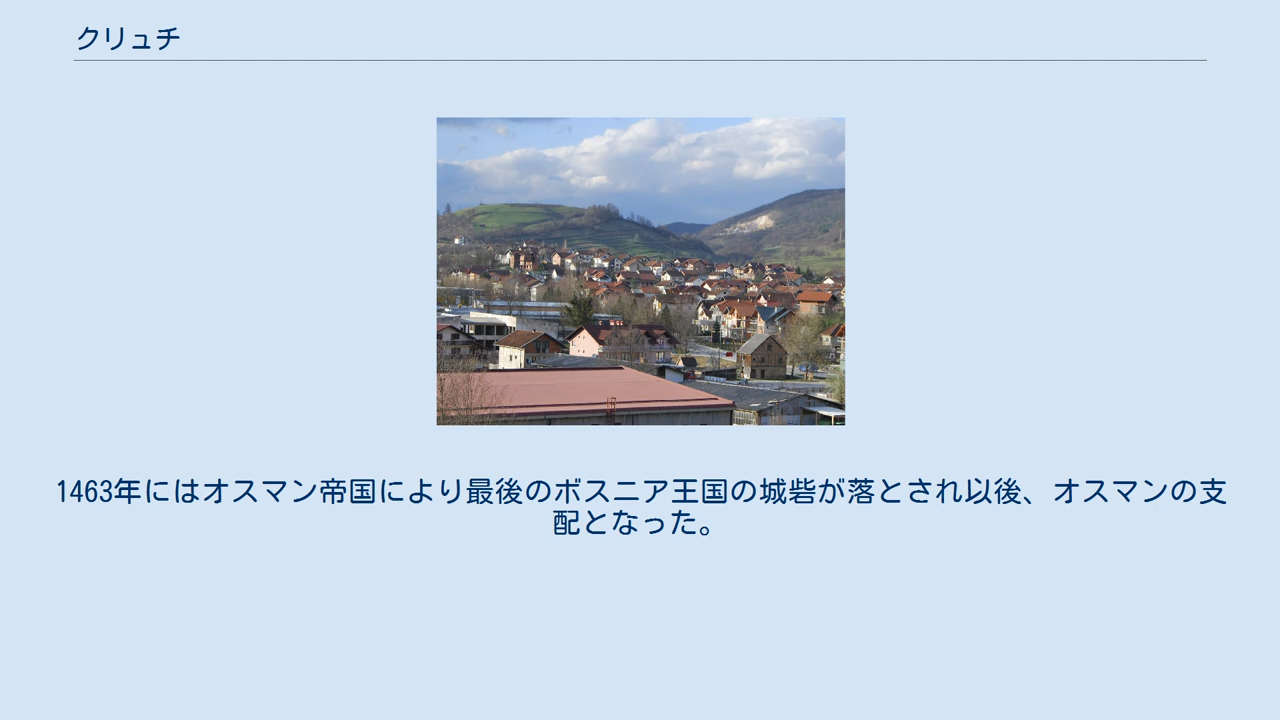 クリュチ
1463年にはオスマン帝国により最後のボスニア王国の城砦が落とされ以後、オスマンの支
配となった。